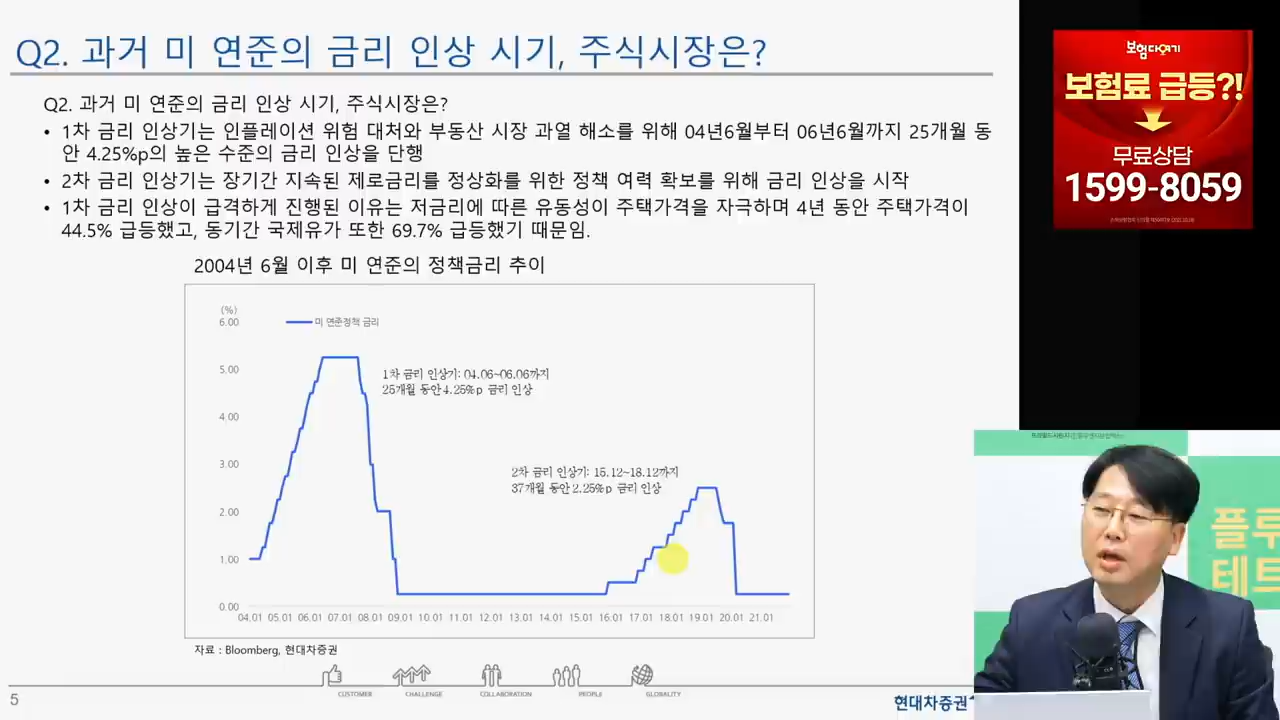 Q2. 과거 미 연준의 금리 인상 시기, 주식시장은?
Q2. 과거 미 연준의 금리 인상 시기, 주식시장은?
• 1차 금리 인상기는 인플레이션 위험 대처와 부동산 시장 과열 해소를 위해 04년6월부터 06년6월까지 25개월 동
안 4.25%p의 높은 수준의 금리 인상을 단행
• 2차 금리 인상기는 장기간 지속된 제로금리를 정상화를 위한 정책 여력 확보를 위해 금리 인상을 시작
• 1차 금리 인상이 급격하게 진행된 이유는 저금리에 따른 유동성이 주택가격을 자극하며 4년 동안 주택가격이
44.5% 급등했고, 동기간 국제유가 또한 69.7% 급등했기 때문임.
2004년 6월 이후 미 연준의 정책금리 추이
(%)
6.00
미 연준정책 금리
5.00
1차 금리 인상기: 04.06~06.06까지
25개월 동안 4.25%p 금리 인상
4.00
3.00
2차 금리 인상기: 15.12~18.12까지
37개월 동안 2.25%p 금리 인상
2.00
1.00
0.00
04.01 05.01 06.01 07.01 08.01 09.01 10.01 11.01 12.01 13.01 14.01 15.01 16.01 17.01 18.01 19.01 20.01 21.01
자료 : Bloomberg, 현대차증권
CUSTOMER CHALLENGE COLLABORATION PEOPLE GLOBALITY
5
현대차증권
보험다이기
보험료 급등?!
무료상담
1599-8059
플루
테트